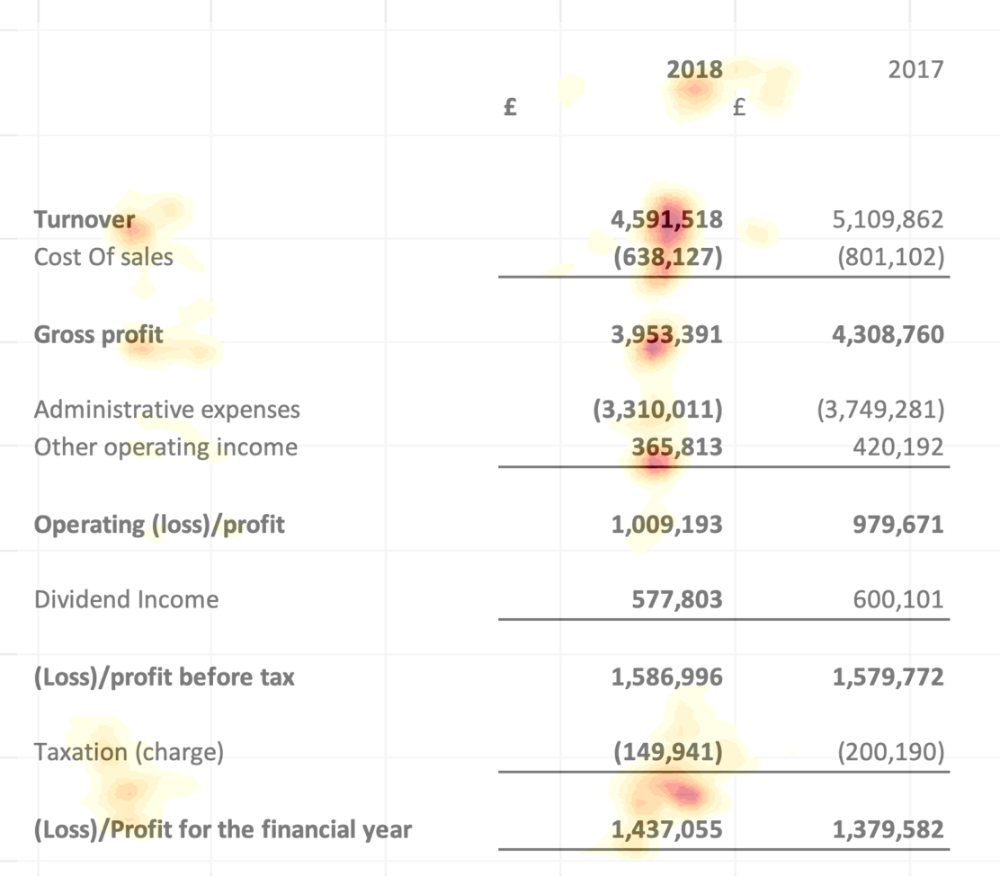 2018 2017
£ £
Turnover 4,591,518 5,109,862
Cost Of sales (638,127) (801,102)
Gross profit 3,953,391 4,308,760
Administrative expenses (3,310,011) (3,749,281)
Other operating income 365,813 420,192
Operating (loss)/profit 1,009,193 979,671
Dividend Income 577,803 600,101
(Loss)/profit before tax 1,586,996 1,579,772
Taxation (charge) (149,941) (200,190)
(Loss)/Profit for the financial year 1,437,055 1,379,582